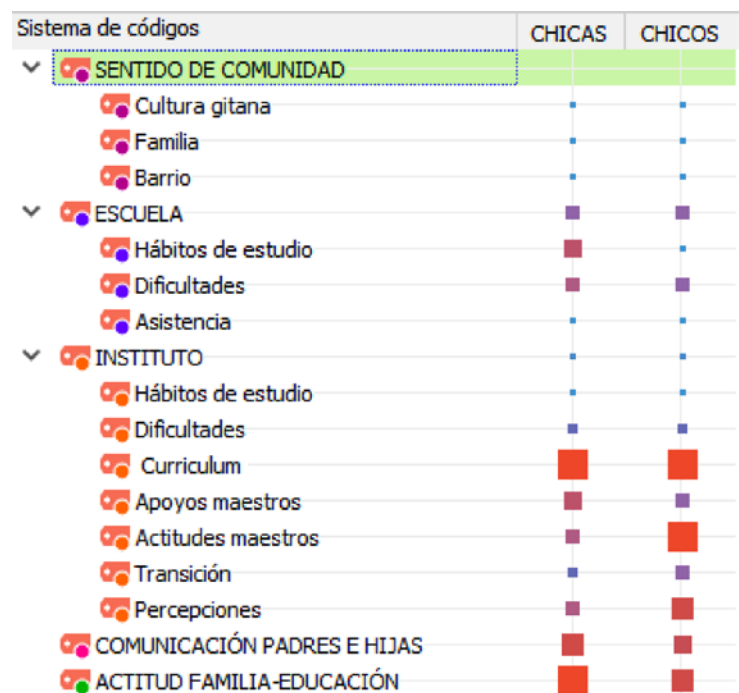 Sistema de códigos CHICAS CHICOS
SENTIDO DE COMUNIDAD
Cultura gitana
Familia
Barrio
ESCUELA
Hábitos de estudio
Dificultades
Asistencia
INSTITUTO
Hábitos de estudio
Dificultades
Curriculum
Apoyos maestros
Actitudes maestros
Transición
Percepciones
COMUNICACIÓN PADRES E HIJAS
ACTITUD FAMILIA-EDUCACIÓN